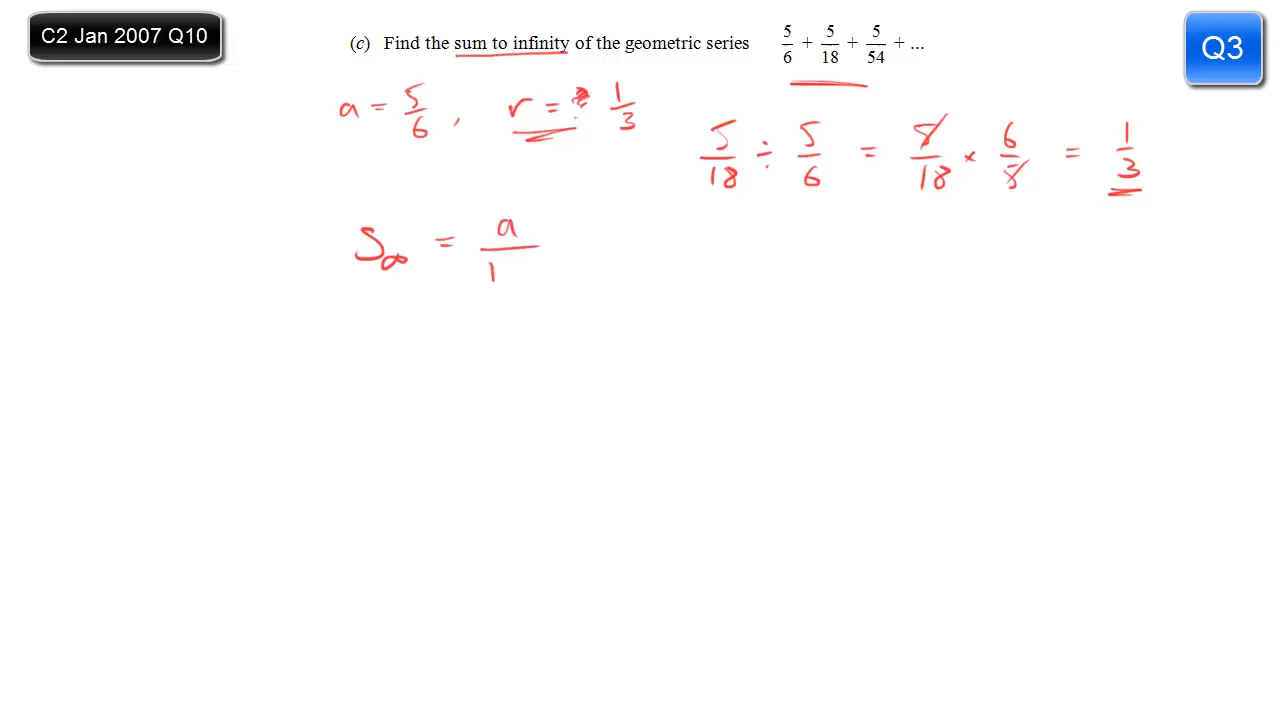 C2 Jan 2007 Q10
(c) Find the sum to infinity of the geometric series 5/6 + 5/18 + 5/54 + ...
Q3
a = 5/6 , r = 1/3
5/18 ÷ 5/6 = 5/18 × 6/5 = 1/3
S∞ = a/1